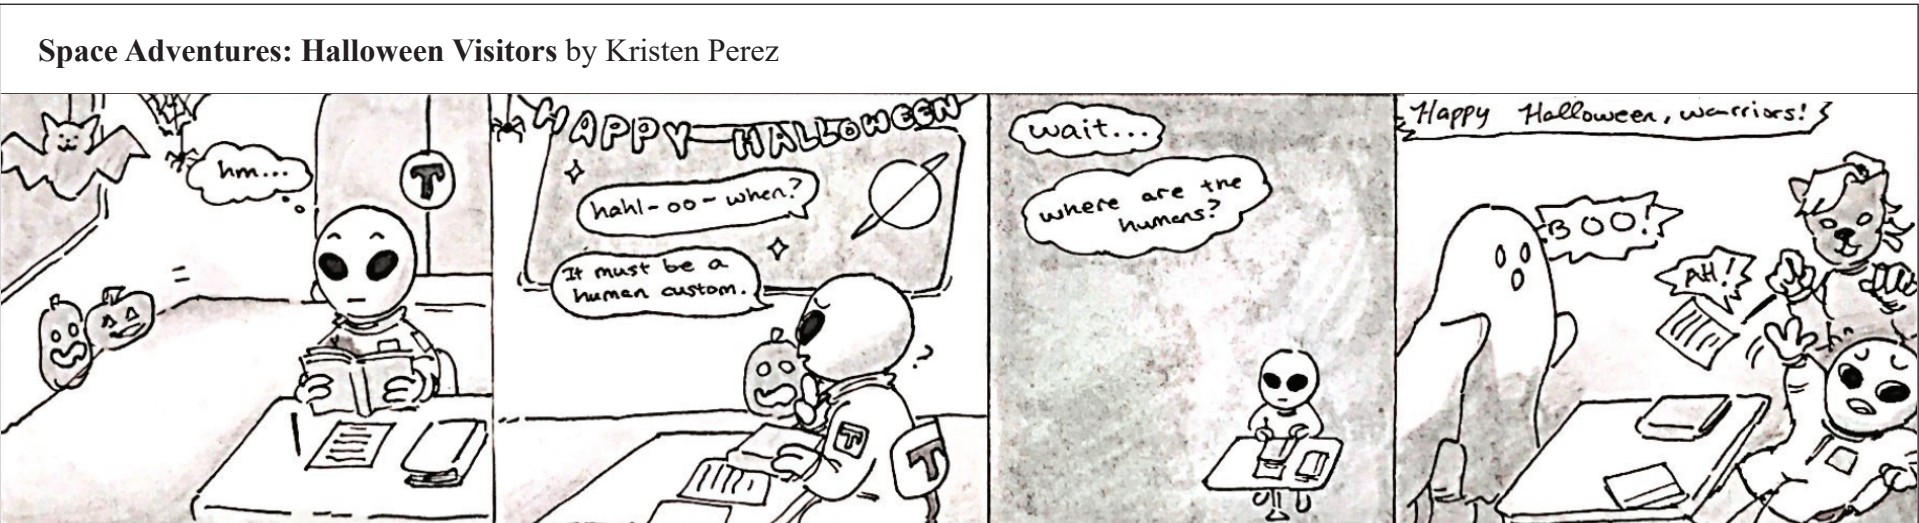 Space Adventures: Halloween Visitors by Kristen Perez
hm...
T
HAPPY HALLOWEEN
hahl-oo-when?
It must be a
human custom.
T
T
wait...
where are the
humans?
Happy Halloween, warriors!
BOO!
AH!